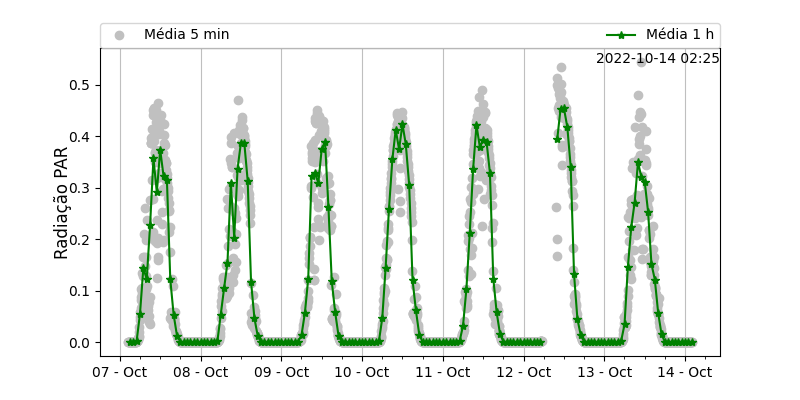 Média 5 min
Média 1 h
2022-10-14 02:25
Radiação PAR
0.5
0.4
0.3
0.2
0.1
0.0
07 - Oct
08 - Oct
09 - Oct
10 - Oct
11 - Oct
12 - Oct
13 - Oct
14 - Oct